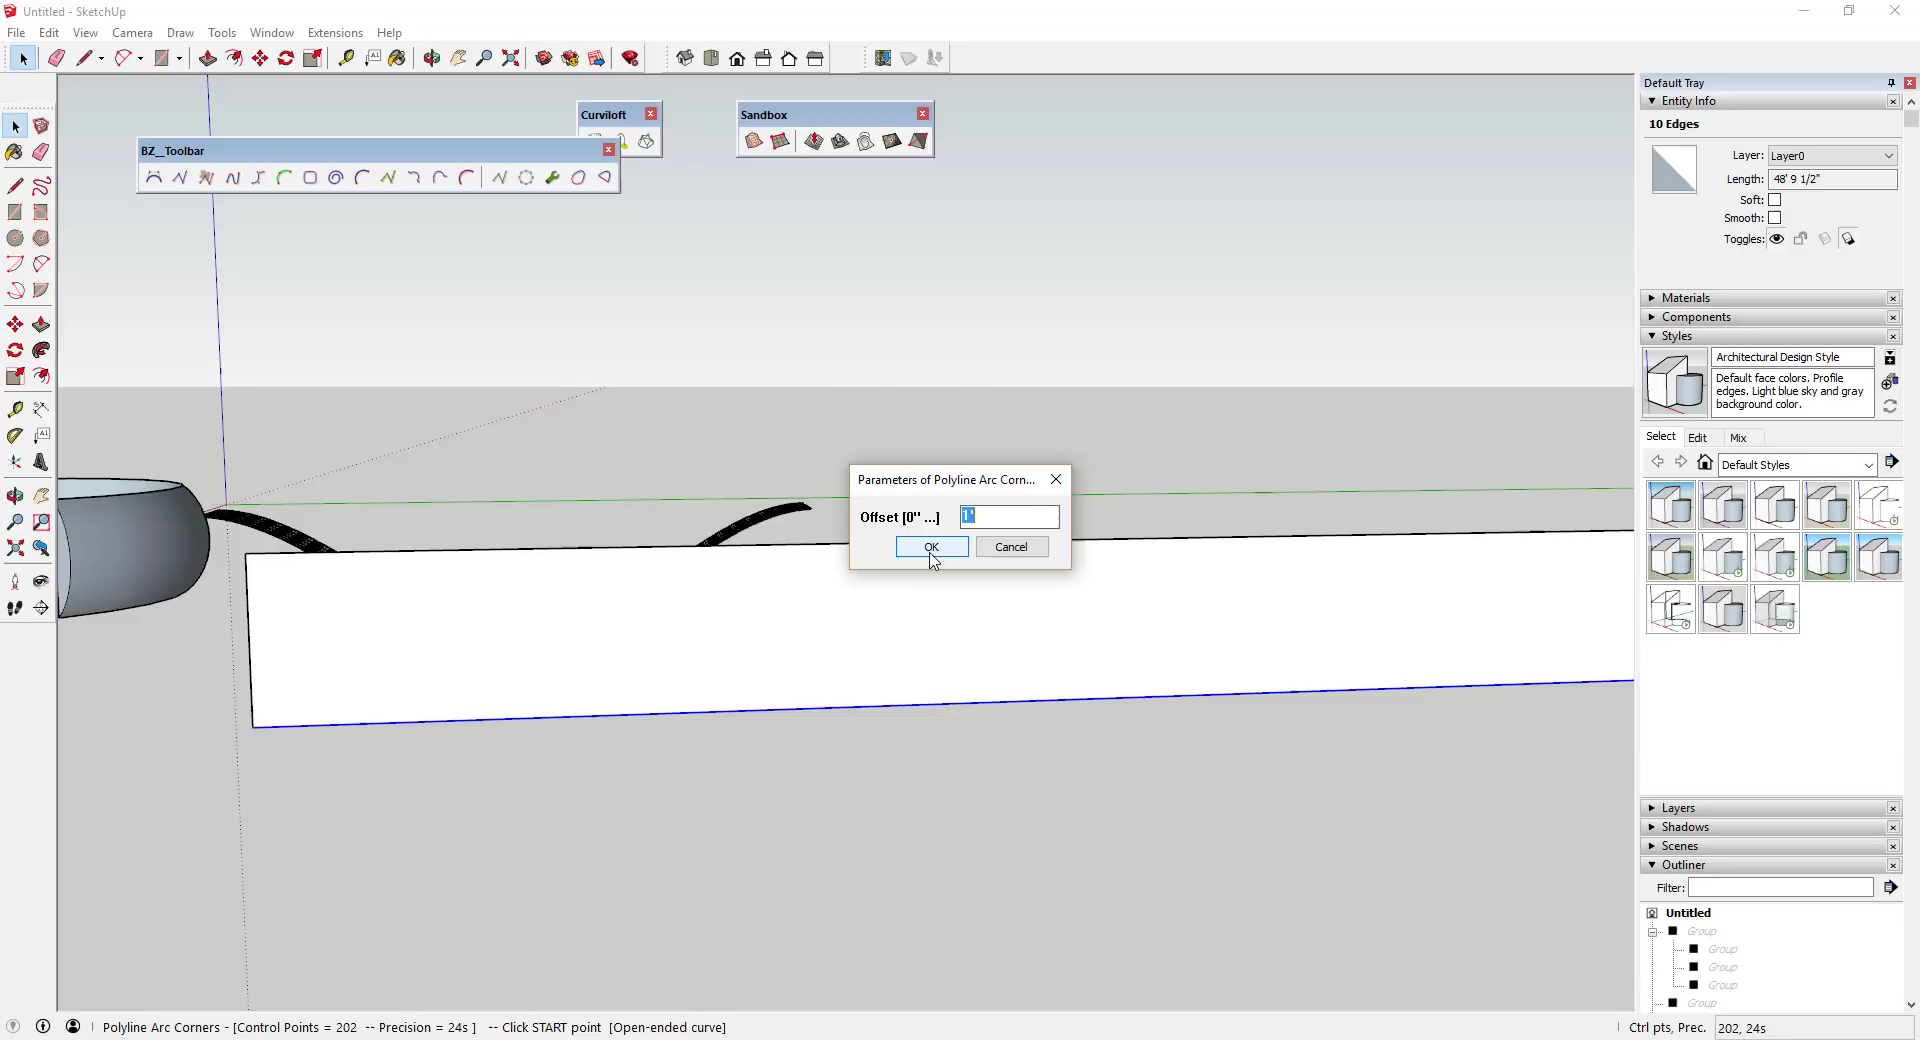 Untitled - SketchUp
File Edit View Camera Draw Tools Window Extensions Help
Default Tray
Entity Info
10 Edges
Layer: Layer0
Length: 48' 9 1/2"
Soft:
Smooth:
Toggles:
Curviloft
Sandbox
BZ__Toolbar
Materials
Components
Styles
Architectural Design Style
Default face colors. Profile
edges. Light blue sky and gray
background color.
Select Edit Mix
Default Styles
Parameters of Polyline Arc Corn...
Offset [0" ...] 1'
OK Cancel
Layers
Shadows
Scenes
Outliner
Filter:
Untitled
Group
Group
Group
Group
Group
Polyline Arc Corners - [Control Points = 202 -- Precision = 24s ] -- Click START point [Open-ended curve]
Ctrl pts, Prec. 202, 24s